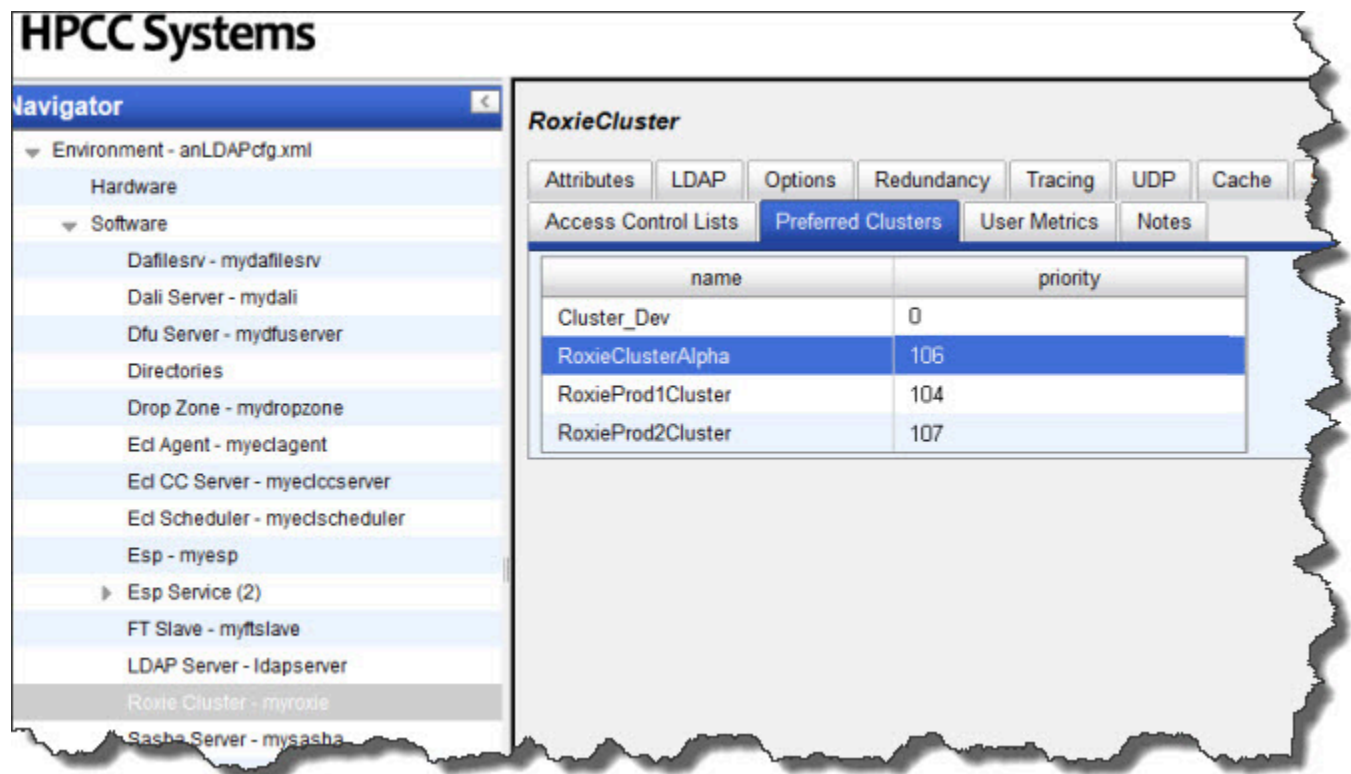 HPCC Systems
Navigator
Environment - anLDAPcfg.xml
Hardware
Software
Dafilesrv - mydafilesrv
Dali Server - mydali
Dfu Server - mydfuserver
Directories
Drop Zone - mydropzone
Ecl Agent - myeclagent
Ecl CC Server - myeclccserver
Ecl Scheduler - myeclscheduler
Esp - myesp
Esp Service (2)
FT Slave - myftslave
LDAP Server - ldapserver
Roxie Cluster - myroxie
Sasha Server - mysasha
RoxieCluster
Attributes LDAP Options Redundancy Tracing UDP Cache
Access Control Lists Preferred Clusters User Metrics Notes
name priority
Cluster_Dev 0
RoxieClusterAlpha 106
RoxieProd1Cluster 104
RoxieProd2Cluster 107